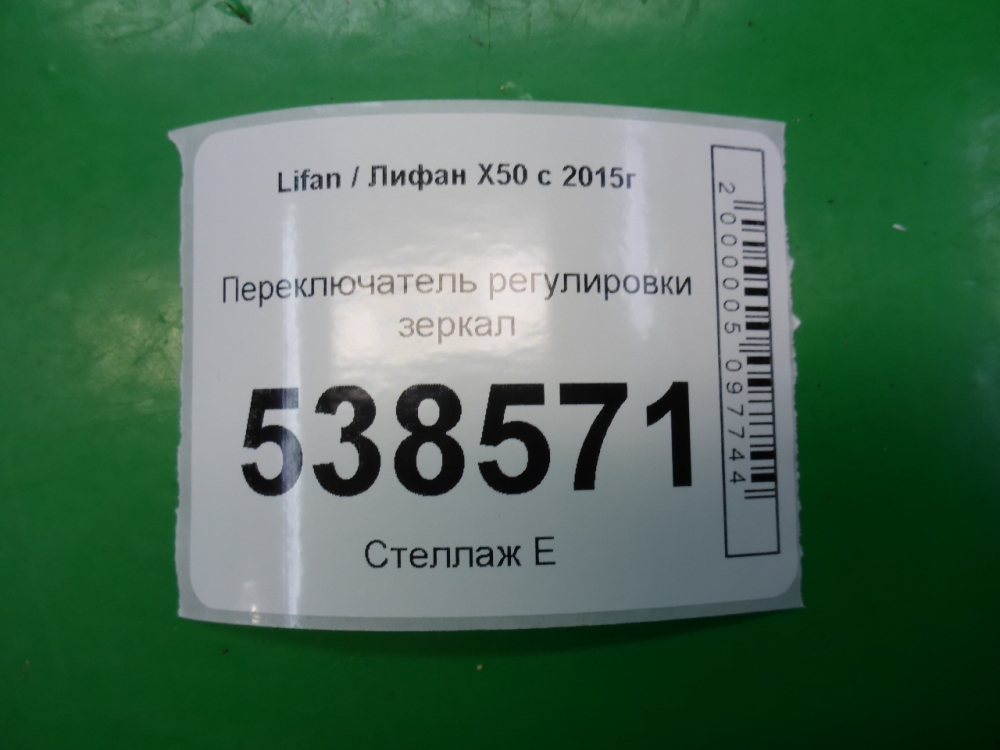 Lifan / Лифан X50 с 2015г
Переключатель регулировки
зеркал
538571
Стеллаж Е
2000005097744